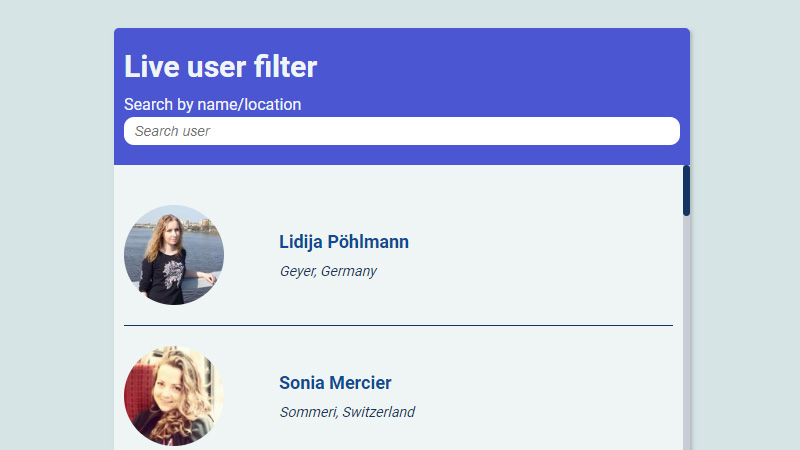 Live user filter
Search by name/location
Search user
Lidija Pöhlmann
Geyer, Germany
Sonia Mercier
Sommeri, Switzerland